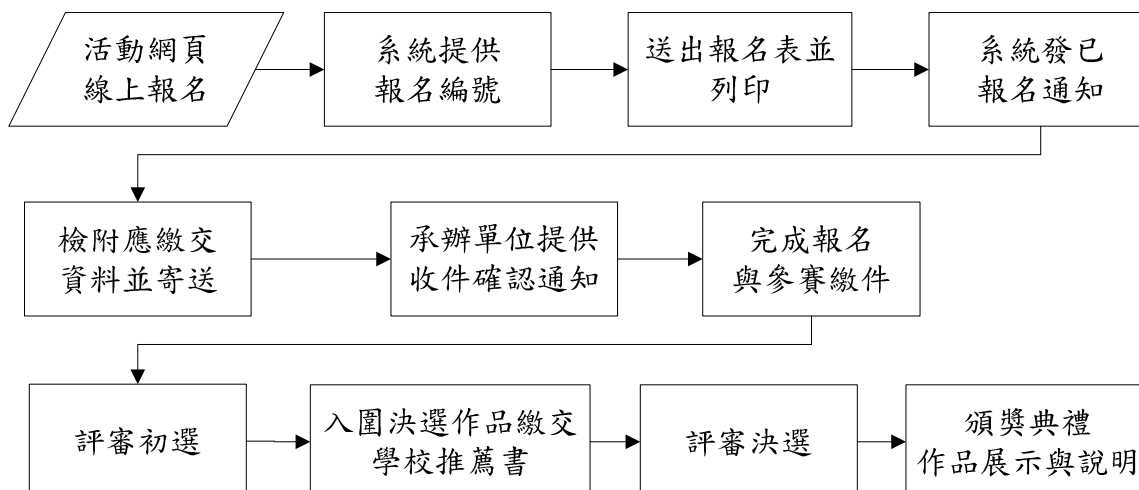 活動網頁
線上報名
系統提供
報名編號
送出報名表並
列印
系統發已
報名通知
檢附應繳交
資料並寄送
承辦單位提供
收件確認通知
完成報名
與參賽繳件
評審初選
入圍決選作品繳交
學校推薦書
評審決選
頒獎典禮
作品展示與說明